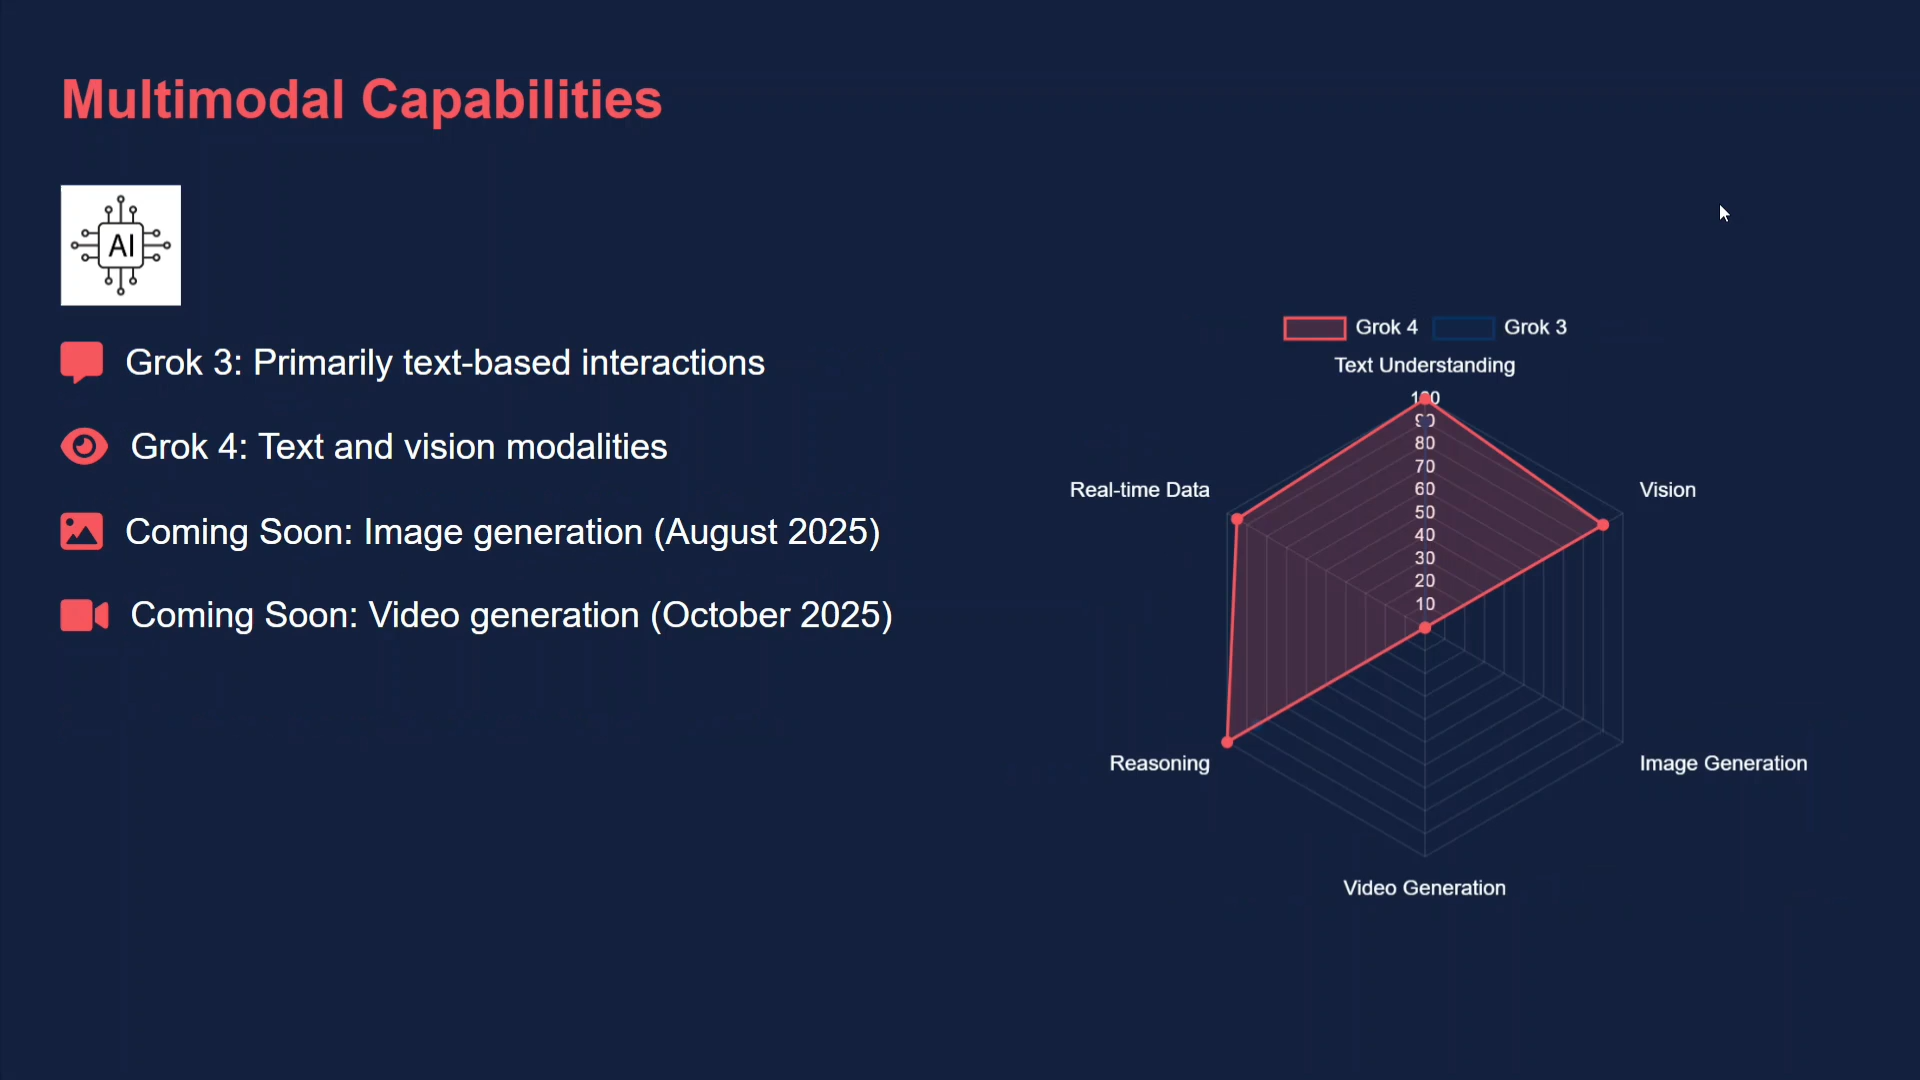 Multimodal Capabilities
AI
Grok 3: Primarily text-based interactions
Grok 4: Text and vision modalities
Coming Soon: Image generation (August 2025)
Coming Soon: Video generation (October 2025)
Grok 4 Grok 3
Text Understanding
100
90
80
70
60
50
40
30
20
10
Real-time Data
Vision
Reasoning
Image Generation
Video Generation